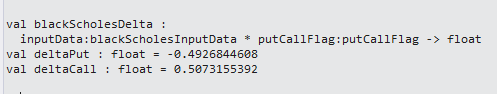 val blackScholesDelta :
  inputData:blackScholesInputData * putCallFlag:putCallFlag -> float
val deltaPut : float = -0.4926844608
val deltaCall : float = 0.5073155392